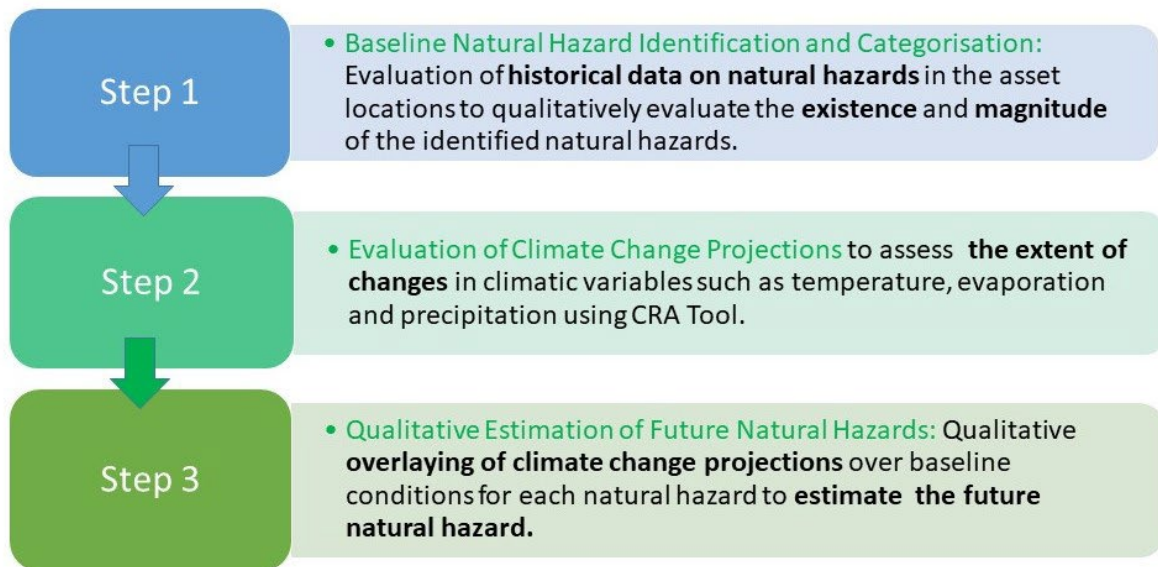 Step 1
• Baseline Natural Hazard Identification and Categorisation:
Evaluation of historical data on natural hazards in the asset
locations to qualitatively evaluate the existence and magnitude
of the identified natural hazards.
Step 2
• Evaluation of Climate Change Projections to assess the extent of
changes in climatic variables such as temperature, evaporation
and precipitation using CRA Tool.
Step 3
• Qualitative Estimation of Future Natural Hazards: Qualitative
overlaying of climate change projections over baseline
conditions for each natural hazard to estimate the future
natural hazard.